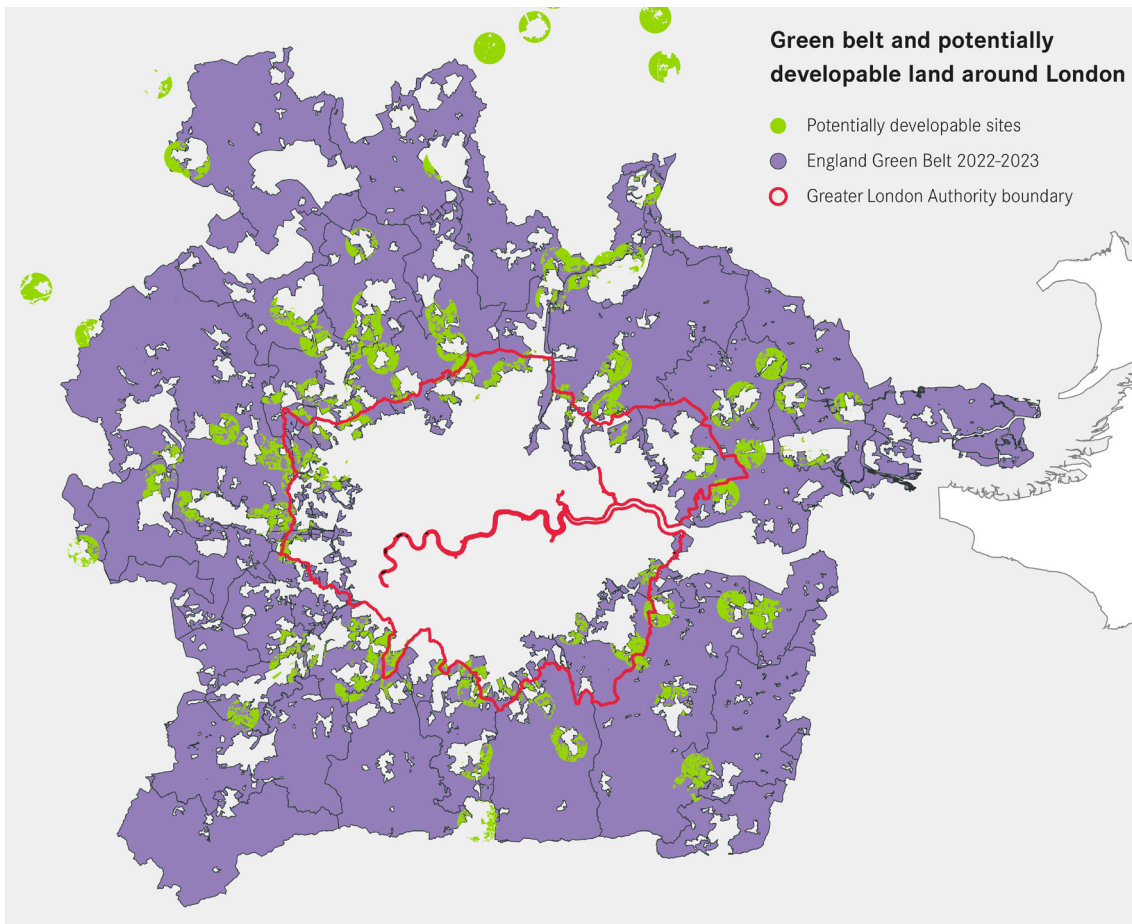 Green belt and potentially
developable land around London
Potentially developable sites
England Green Belt 2022-2023
Greater London Authority boundary